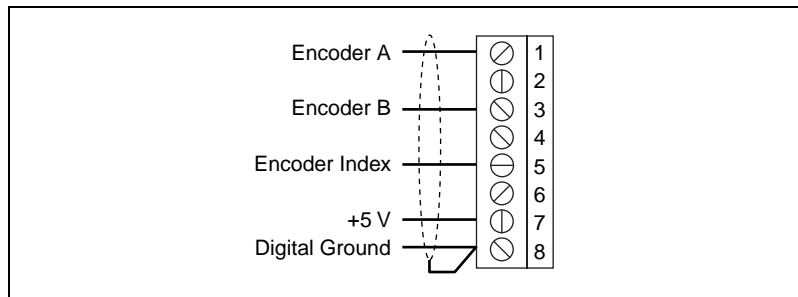 Encoder A 1
2
Encoder B 3
4
Encoder Index 5
6
+5 V 7
Digital Ground 8